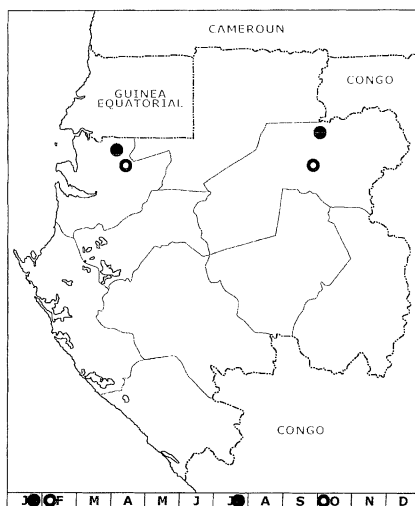 CAMEROUN
CONGO
GUINEA
EQUATORIAL
CONGO
J F M A M J J A S O N D